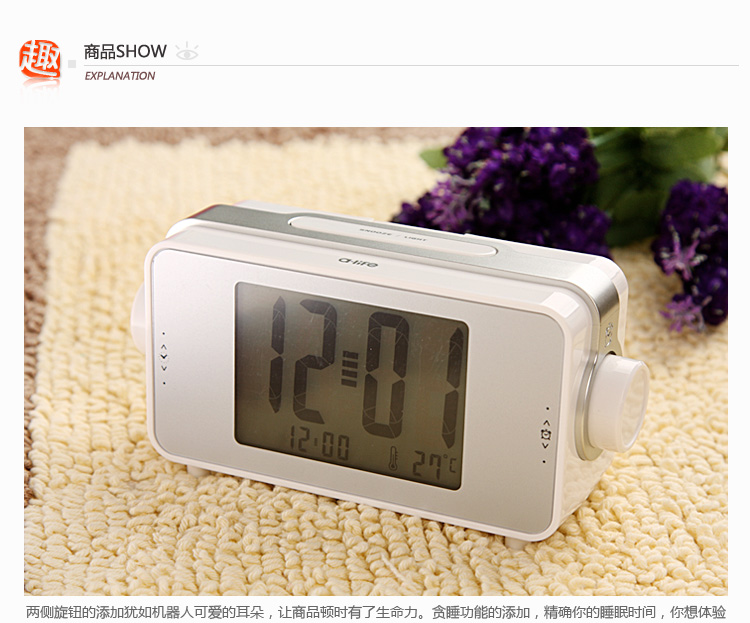 趣
商品SHOW
EXPLANATION
SNOOZE · LIGHT
a-life
12:01
12:00
27°C
两侧旋钮的添加犹如机器人可爱的耳朵，让商品顿时有了生命力。贪睡功能的添加，精确你的睡眠时间，你想体验